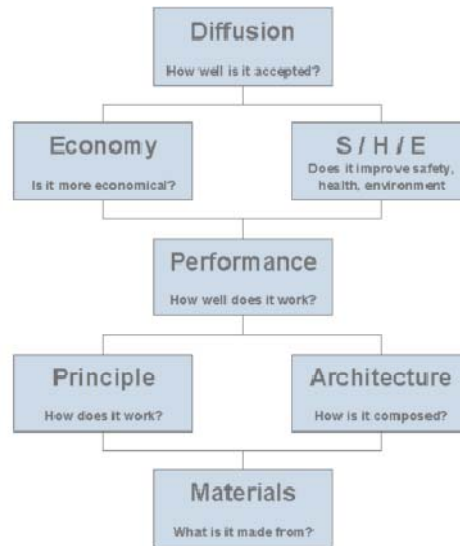 Diffusion
How well is it accepted?
Economy
Is it more economical?
S / H / E
Does it improve safety,
health, environment
Performance
How well does it work?
Principle
How does it work?
Architecture
How is it composed?
Materials
What is it made from?